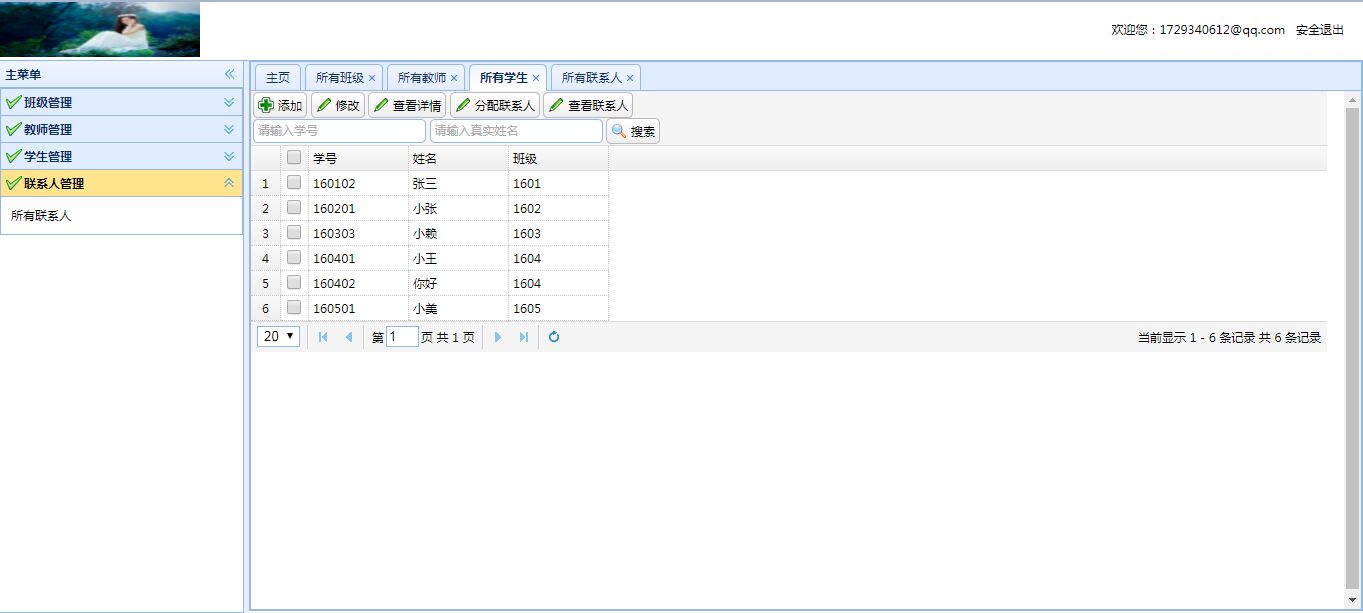 欢迎您：1729340612@qq.com 安全退出
主菜单
班级管理
教师管理
学生管理
联系人管理
所有联系人
主页 所有班级 所有教师 所有学生 所有联系人
添加 修改 查看详情 分配联系人 查看联系人
请输入学号 请输入真实姓名 搜索
学号 姓名 班级
1 160102 张三 1601
2 160201 小张 1602
3 160303 小赖 1603
4 160401 小王 1604
5 160402 你好 1604
6 160501 小美 1605
20 第 1 页 共 1 页 当前显示 1 - 6 条记录 共 6 条记录